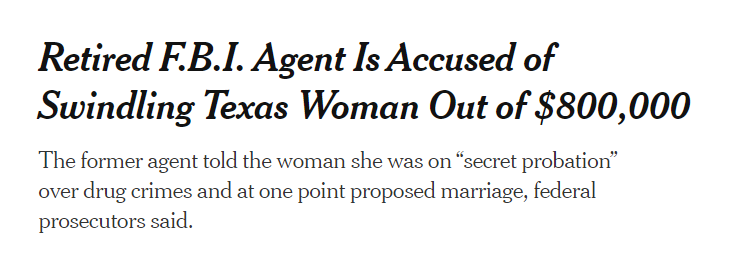 Retired F.B.I. Agent Is Accused of
Swindling Texas Woman Out of $800,000
The former agent told the woman she was on “secret probation”
over drug crimes and at one point proposed marriage, federal
prosecutors said.